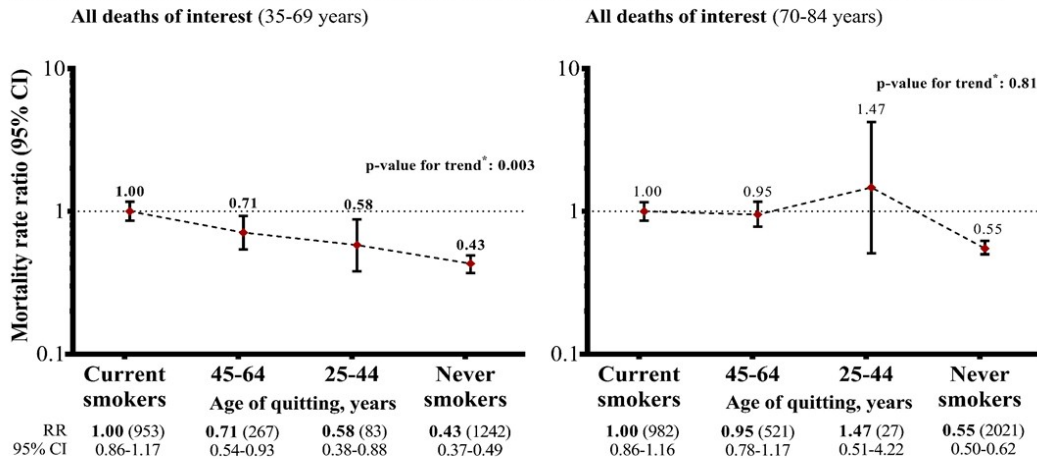 All deaths of interest (35-69 years)
Mortality rate ratio (95% CI)
10
1
0.1
p-value for trend*: 0.003
1.00
0.71
0.58
0.43
Current smokers
45-64
25-44
Never smokers
Age of quitting, years
RR 1.00 (953) 0.71 (267) 0.58 (83) 0.43 (1242)
95% CI 0.86-1.17 0.54-0.93 0.38-0.88 0.37-0.49
All deaths of interest (70-84 years)
10
1
0.1
p-value for trend*: 0.81
1.00
0.95
1.47
0.55
Current smokers
45-64
25-44
Never smokers
Age of quitting, years
1.00 (982) 0.95 (521) 1.47 (27) 0.55 (2021)
0.86-1.16 0.78-1.17 0.51-4.22 0.50-0.62